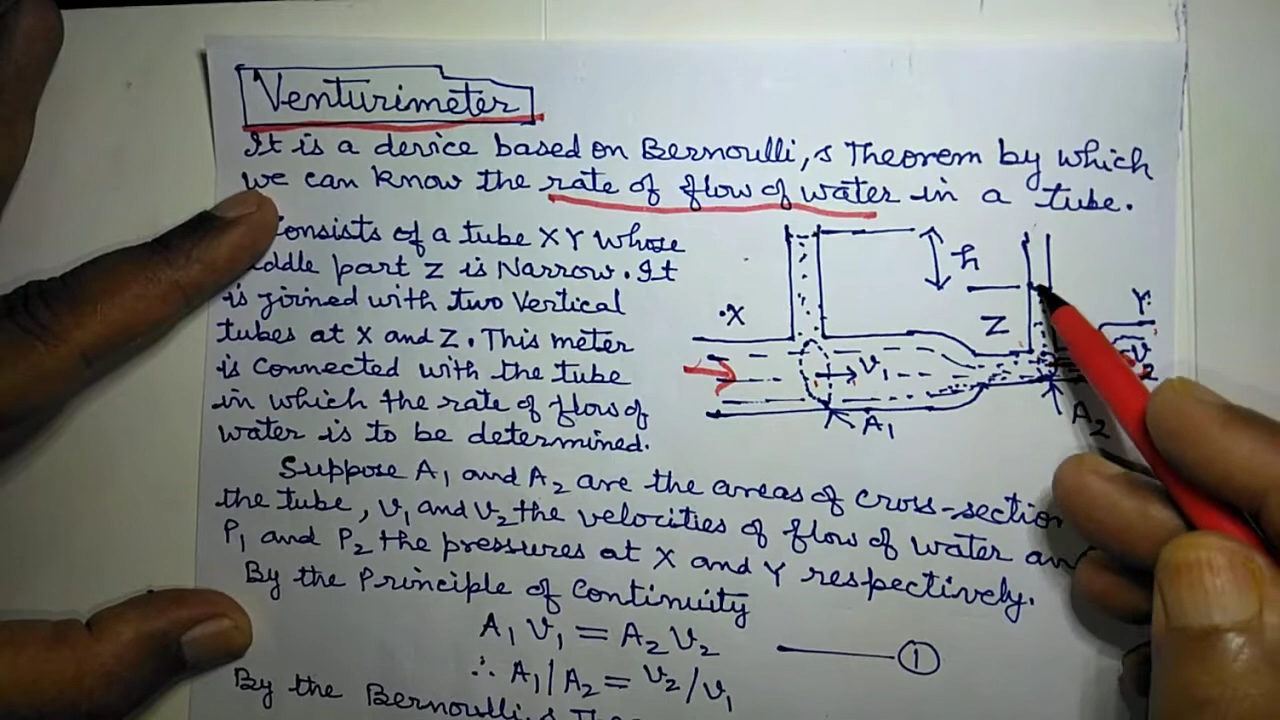 Venturimeter
It is a device based on Bernoulli,s Theorem by which
we can know the rate of flow of water in a tube.
Consists of a tube XY whose
iddle part Z is Narrow. It
is joined with two Vertical
tubes at X and Z. This meter
is connected with the tube
in which the rate of flow of
water is to be determined.
h
.X
Z
Y
V₁
V₂
A₁
A₂
Suppose A₁ and A₂ are the areas of cross-section
the tube, V₁ and V₂ the velocities of flow of water an
P₁ and P₂ the pressures at X and Y respectively.
By the Principle of Continuity
A₁ V₁ = A₂ V₂ —— ①
∴ A₁/A₂ = V₂/V₁
By the Bernoulli,s